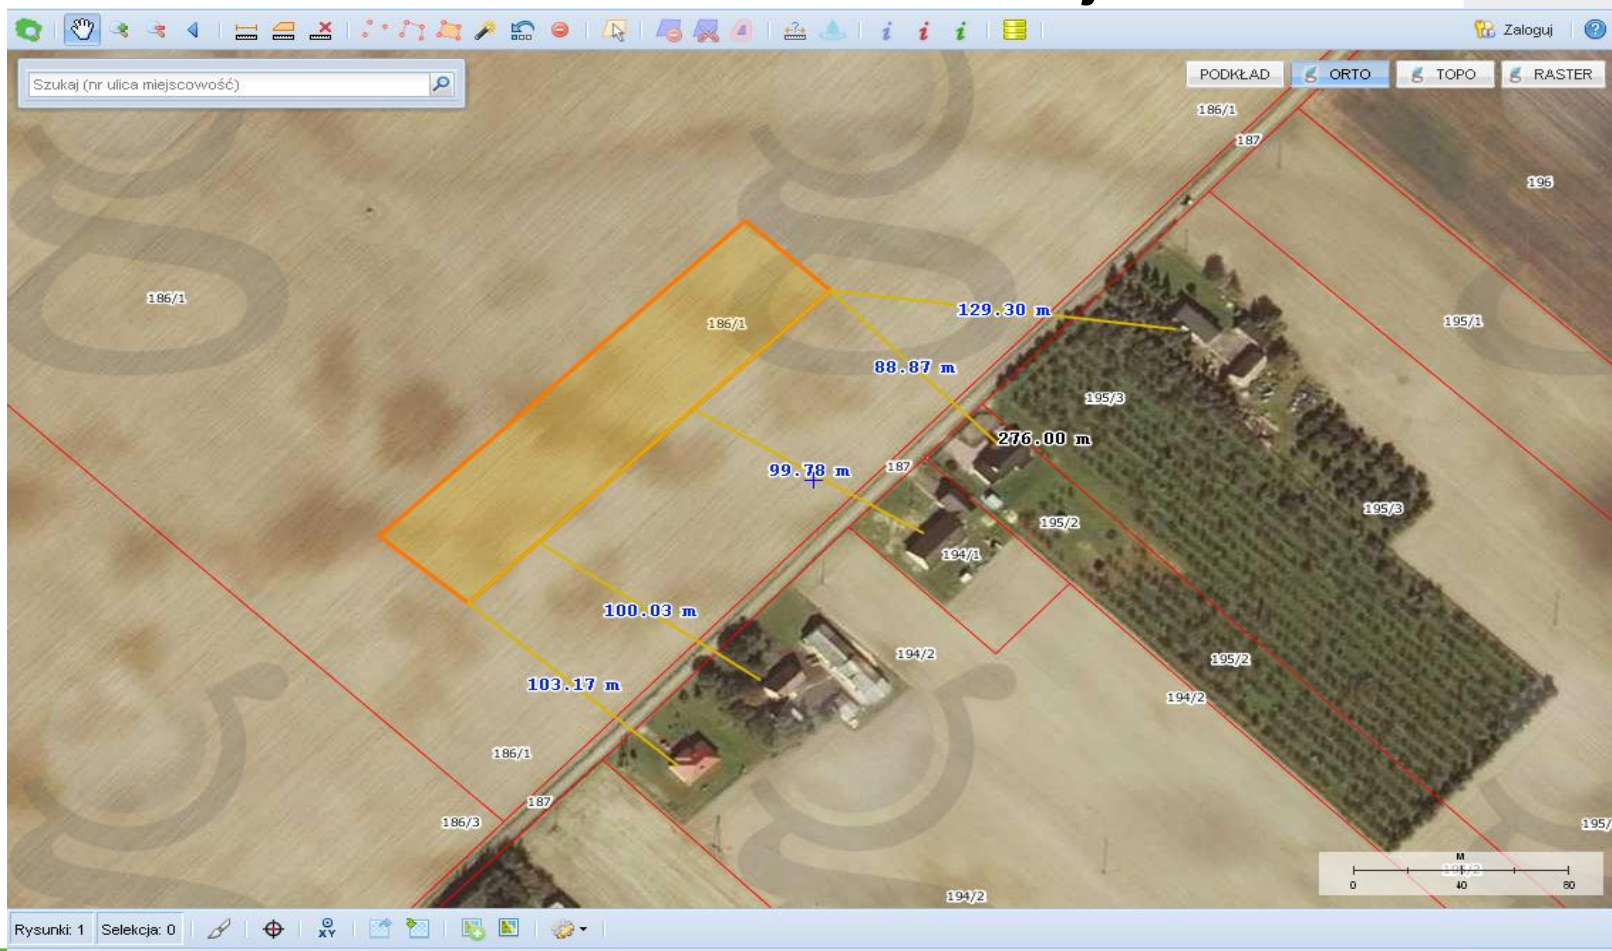 Zaloguj
Szukaj (nr ulica miejscowość)
PODKŁAD
ORTO
TOPO
RASTER
186/1
187
196
186/1
186/1
129.30 m
195/1
88.87 m
195/3
276.00 m
99.78 m
187
195/3
195/2
194/1
100.03 m
194/2
195/2
103.17 m
194/2
186/1
187
186/3
195/
M
195/2
0 40 80
194/2
Rysunki: 1
Selekcja: 0
XY